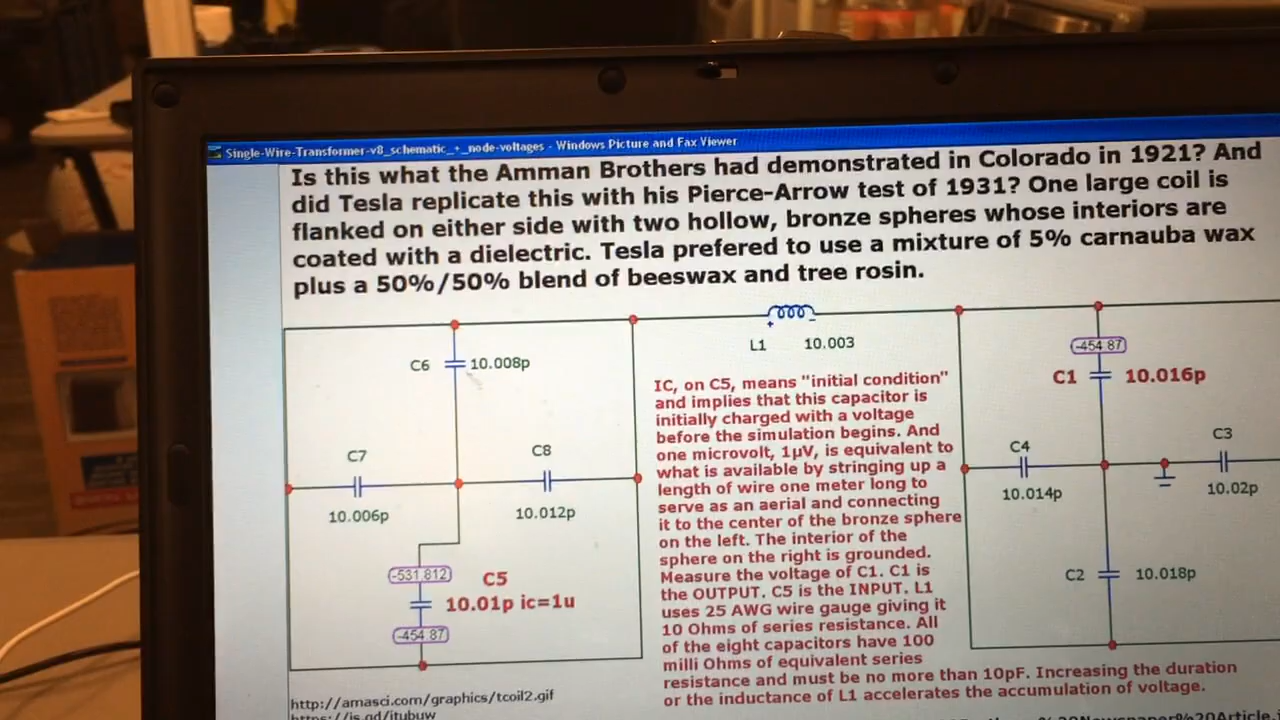 Single-Wire-Transformer-v8_schematic_+_node-voltages - Windows Picture and Fax Viewer
Is this what the Amman Brothers had demonstrated in Colorado in 1921? And
did Tesla replicate this with his Pierce-Arrow test of 1931? One large coil is
flanked on either side with two hollow, bronze spheres whose interiors are
coated with a dielectric. Tesla prefered to use a mixture of 5% carnauba wax
plus a 50%/50% blend of beeswax and tree rosin.
C6 10.008p
L1 10.003
-454.87
C1 10.016p
C7
10.006p
C8
10.012p
-531.812
C5
10.01p ic=1u
-454.87
IC, on C5, means "initial condition"
and implies that this capacitor is
initially charged with a voltage
before the simulation begins. And
one microvolt, 1µV, is equivalent to
what is available by stringing up a
length of wire one meter long to
serve as an aerial and connecting
it to the center of the bronze sphere
on the left. The interior of the
sphere on the right is grounded.
Measure the voltage of C1. C1 is
the OUTPUT. C5 is the INPUT. L1
uses 25 AWG wire gauge giving it
10 Ohms of series resistance. All
of the eight capacitors have 100
milli Ohms of equivalent series
resistance and must be no more than 10pF. Increasing the duration
or the inductance of L1 accelerates the accumulation of voltage.
C4
10.014p
C3
10.02p
C2 10.018p
http://amasci.com/graphics/tcoil2.gif
https://is.gd/itubuw